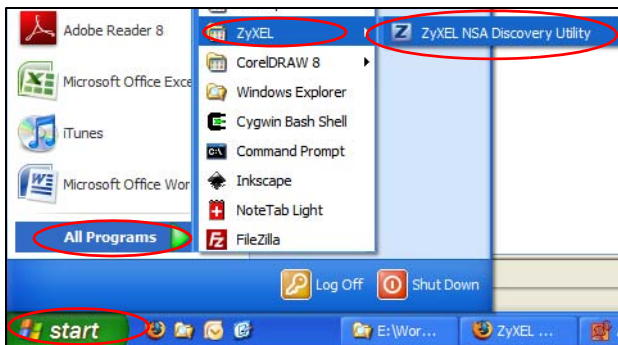 Adobe Reader 8
Microsoft Office Exce
iTunes
Microsoft Office Wor
All Programs
ZyXEL
CorelDRAW 8
Windows Explorer
Cygwin Bash Shell
Command Prompt
Inkscape
NoteTab Light
FileZilla
ZyXEL NSA Discovery Utility
Log Off
Shut Down
start
E:\Wor...
ZyXEL ...